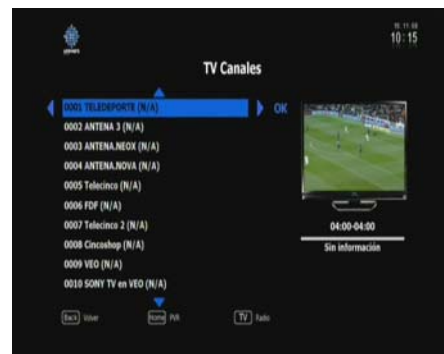 10:15
TV Canales
0001 TELEDEPORTE (N/A)
OK
0002 ANTENA 3 (N/A)
0003 ANTENA.NEOX (N/A)
0004 ANTENA.NOVA (N/A)
0005 Telecinco (N/A)
0006 FDF (N/A)
0007 Telecinco 2 (N/A)
04:00-04:00
0008 Cincoshop (N/A)
Sin información
0009 VEO (N/A)
0010 SONY TV en VEO (N/A)
Back Volver
Home PVR
TV Radio